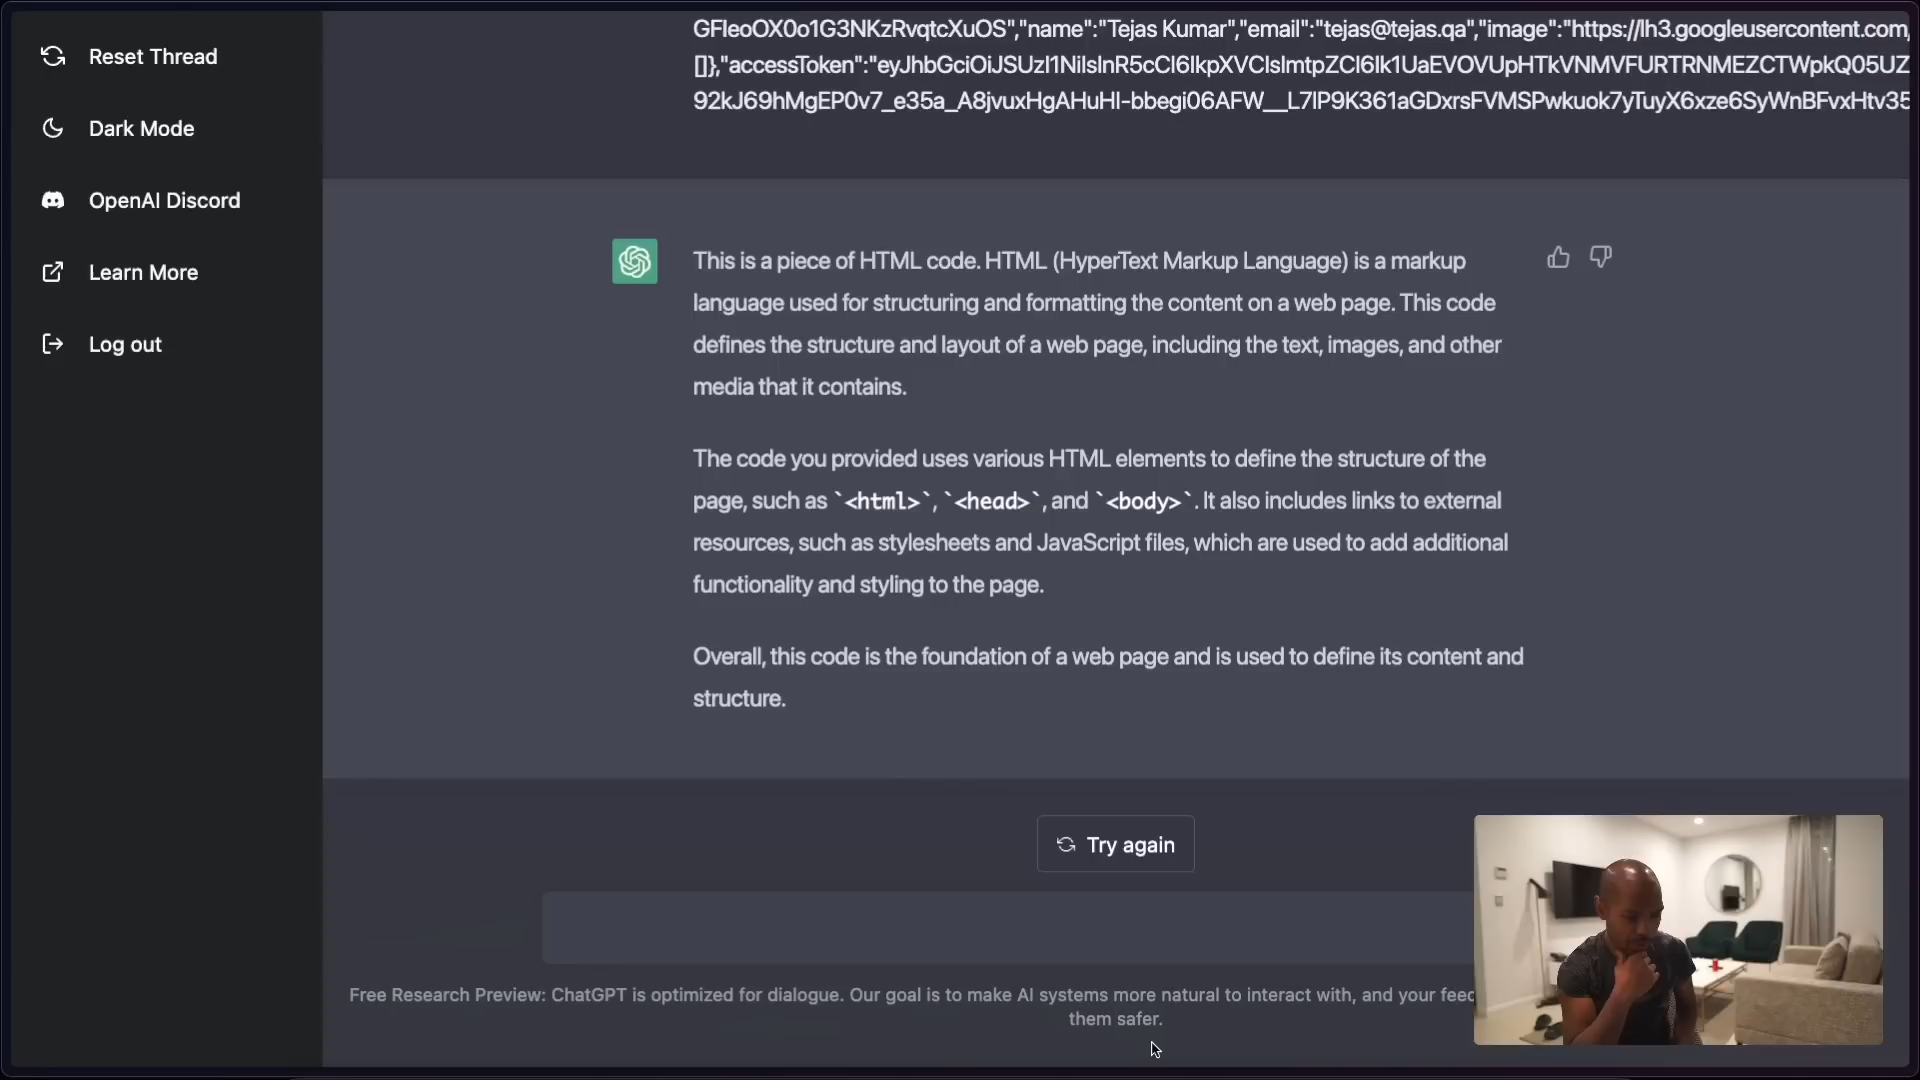 GFIeoOX0o1G3NKzRvqtcXuOS","name":"Tejas Kumar","email":"tejas@tejas.qa","image":"https://lh3.googleusercontent.com,
[]},"accessToken":
Reset Thread
Dark Mode
OpenAI Discord
Learn More
Log out
This is a piece of HTML code. HTML (HyperText Markup Language) is a markup
language used for structuring and formatting the content on a web page. This code
defines the structure and layout of a web page, including the text, images, and other
media that it contains.
The code you provided uses various HTML elements to define the structure of the
page, such as `<html>`, `<head>`, and `<body>`. It also includes links to external
resources, such as stylesheets and JavaScript files, which are used to add additional
functionality and styling to the page.
Overall, this code is the foundation of a web page and is used to define its content and
structure.
Try again
Free Research Preview: ChatGPT is optimized for dialogue. Our goal is to make AI systems more natural to interact with, and your
them safer.